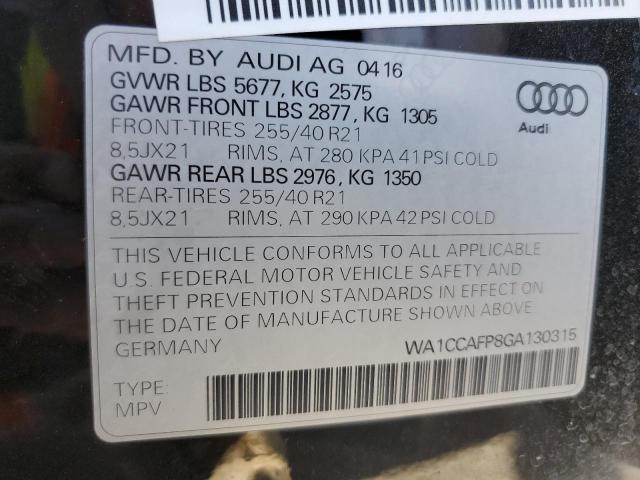 MFD. BY AUDI AG 0416
GVWR LBS 5677, KG 2575
GAWR FRONT LBS 2877, KG 1305
FRONT-TIRES 255/40 R21
8,5JX21 RIMS, AT 280 KPA 41 PSI COLD
GAWR REAR LBS 2976, KG 1350
REAR-TIRES 255/40 R21
8,5JX21 RIMS, AT 290 KPA 42 PSI COLD
Audi
THIS VEHICLE CONFORMS TO ALL APPLICABLE
U.S. FEDERAL MOTOR VEHICLE SAFETY AND
THEFT PREVENTION STANDARDS IN EFFECT ON
THE DATE OF MANUFACTURE SHOWN ABOVE
GERMANY WA1CCAFP8GA130315
TYPE:
MPV